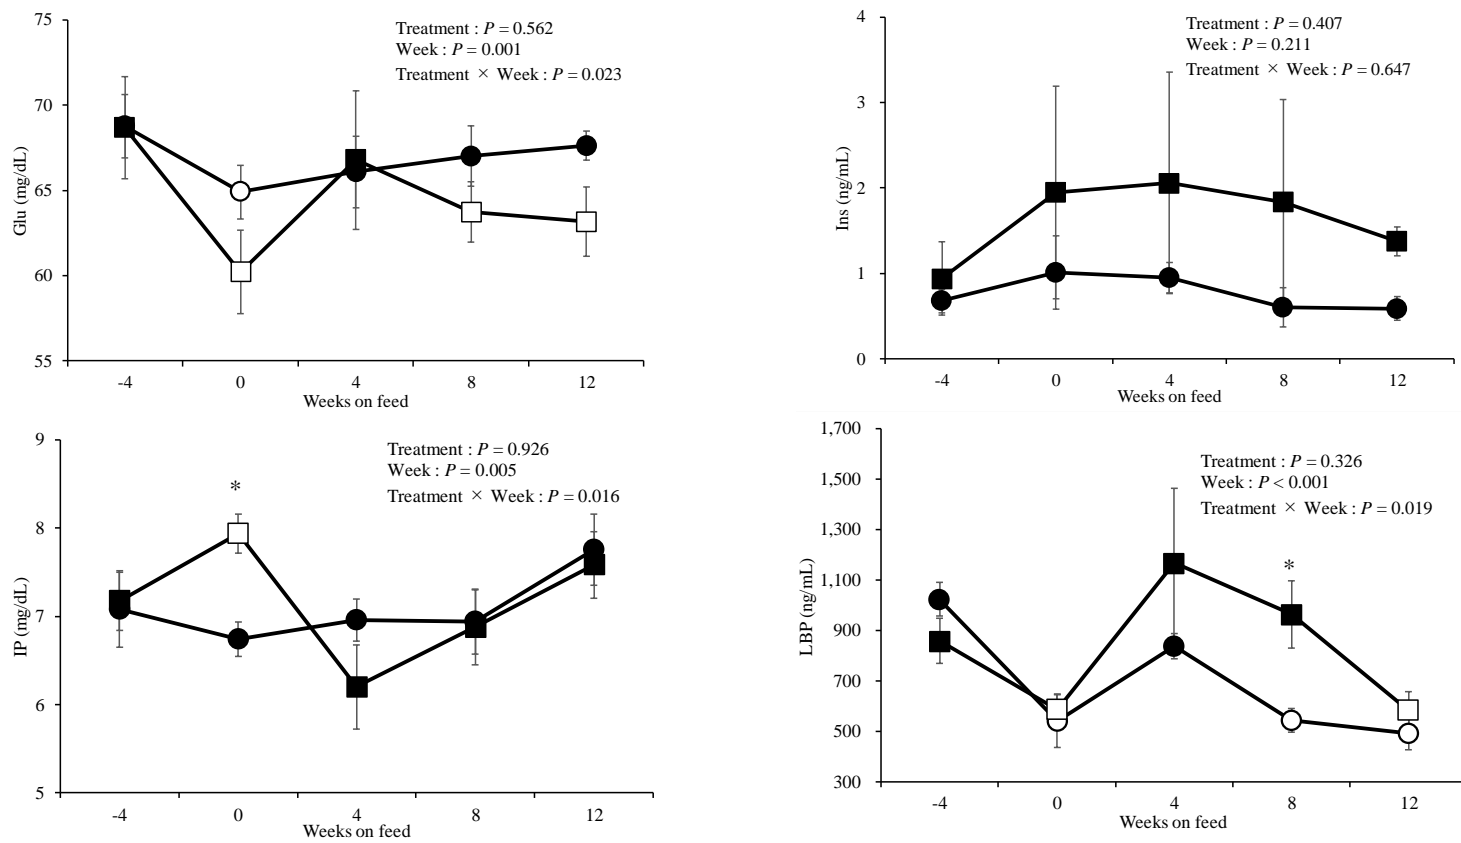 Treatment : P = 0.562
Week : P = 0.001
Treatment × Week : P = 0.023
75
70
65
60
55
Glu (mg/dL)
-4 0 4 8 12
Weeks on feed
Treatment : P = 0.407
Week : P = 0.211
Treatment × Week : P = 0.647
4
3
2
1
0
Ins (ng/mL)
-4 0 4 8 12
Weeks on feed
Treatment : P = 0.926
Week : P = 0.005
Treatment × Week : P = 0.016
9
8
7
6
5
*
IP (mg/dL)
-4 0 4 8 12
Weeks on feed
Treatment : P = 0.326
Week : P < 0.001
Treatment × Week : P = 0.019
1,700
1,500
1,300
1,100
900
700
500
300
*
LBP (ng/mL)
-4 0 4 8 12
Weeks on feed